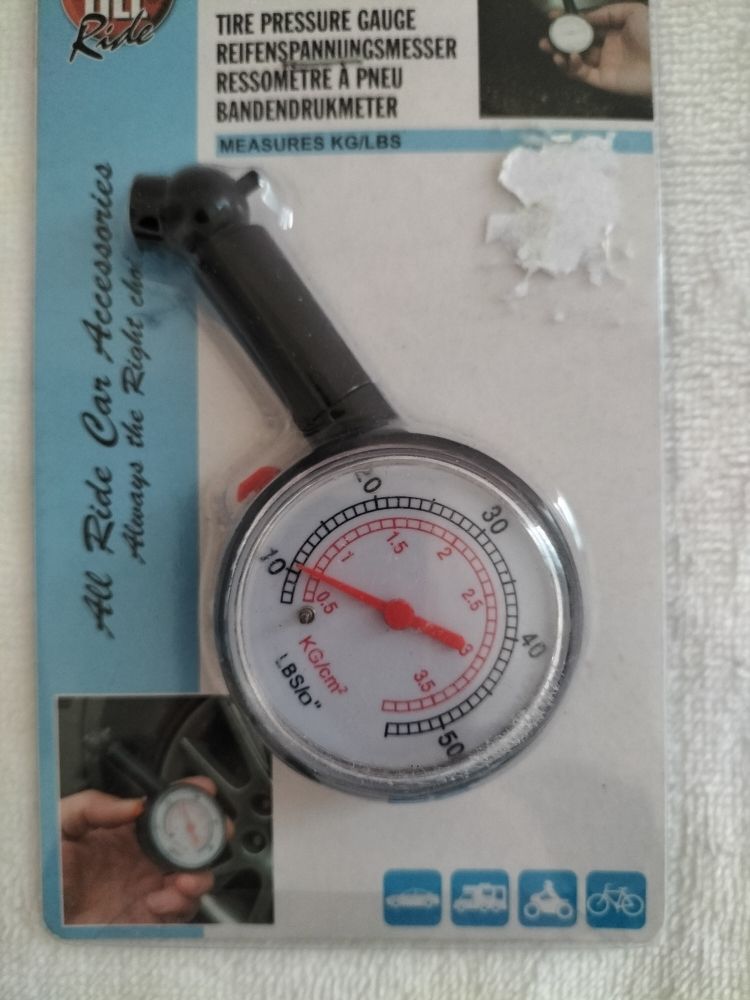 Ride
TIRE PRESSURE GAUGE
REIFENSPANNUNGSMESSER
RESSOMETRE À PNEU
BANDENDRUKMETER
MEASURES KG/LBS
All Ride Car Accessories
Always the Right
10
20
30
40
50
0.5
1
1.5
2
2.5
3
3.5
KG/cm²
LBS/□"